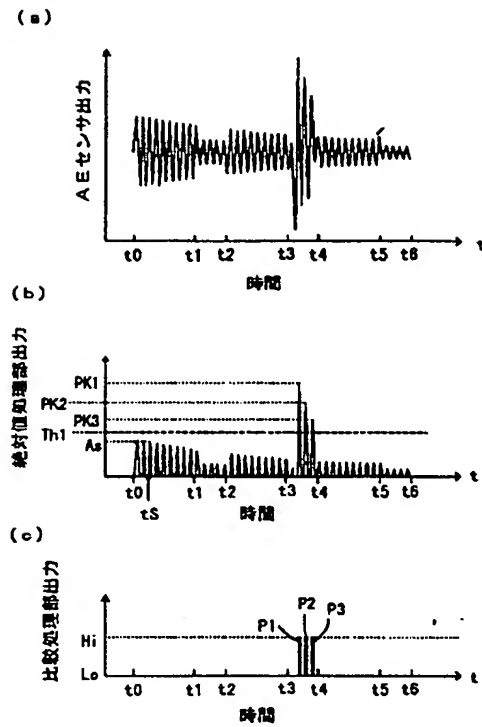 (a)
AEセンサ出力
t0 t1 t2 t3 t4 t5 t6 t
時間
(b)
絶対値処理部出力
PK1
PK2
PK3
Th1
As
t0 t1 t2 t3 t4 t5 t6 t
tS
時間
(c)
比較処理部出力
P1 P2 P3
Hi
Lo
t0 t1 t2 t3 t4 t5 t6 t
時間